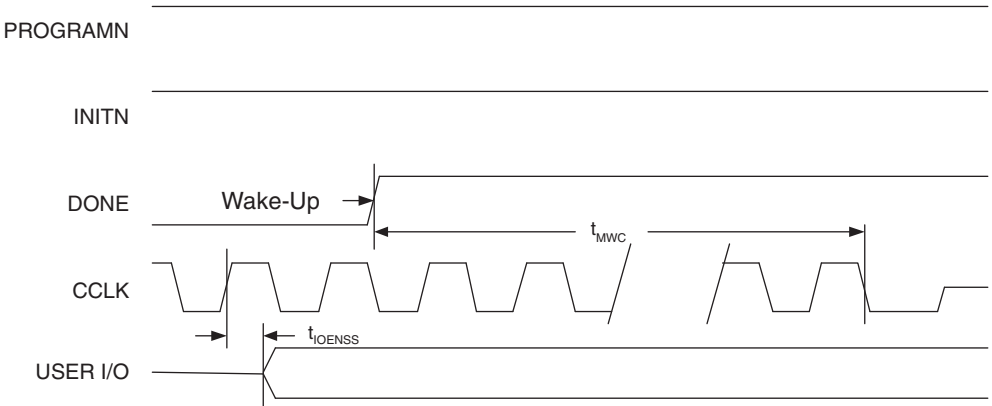 PROGRAMN
INITN
DONE
Wake-Up
tMWC
CCLK
tIOENSS
USER I/O